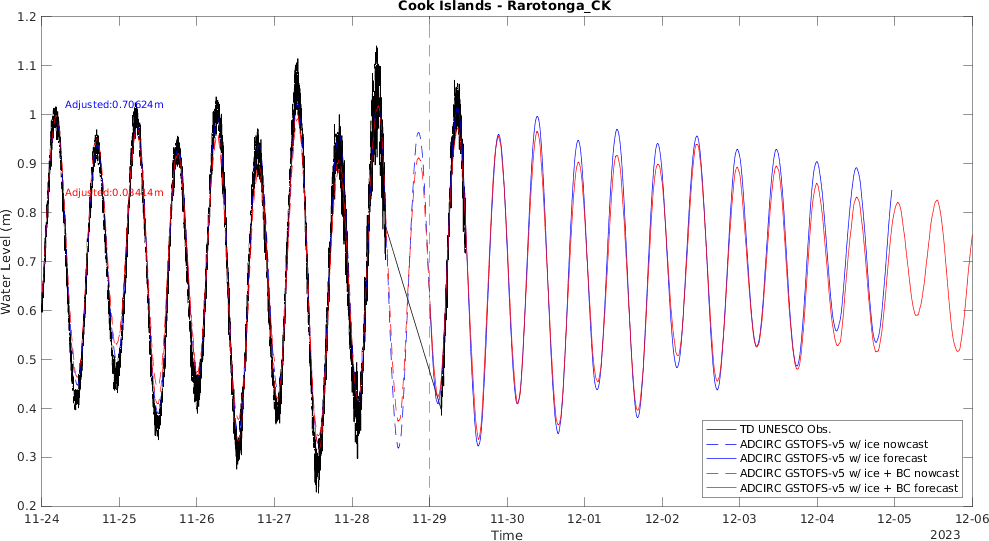 Cook Islands - Rarotonga_CK
1.2
1.1
1
0.9
0.8
0.7
0.6
0.5
0.4
0.3
0.2
Water Level (m)
Adjusted:0.70624m
Adjusted:0.03414m
TD UNESCO Obs.
ADCIRC GSTOFS-v5 w/ ice nowcast
ADCIRC GSTOFS-v5 w/ ice forecast
ADCIRC GSTOFS-v5 w/ ice + BC nowcast
ADCIRC GSTOFS-v5 w/ ice + BC forecast
11-24 11-25 11-26 11-27 11-28 11-29 11-30 12-01 12-02 12-03 12-04 12-05 12-06
Time
2023